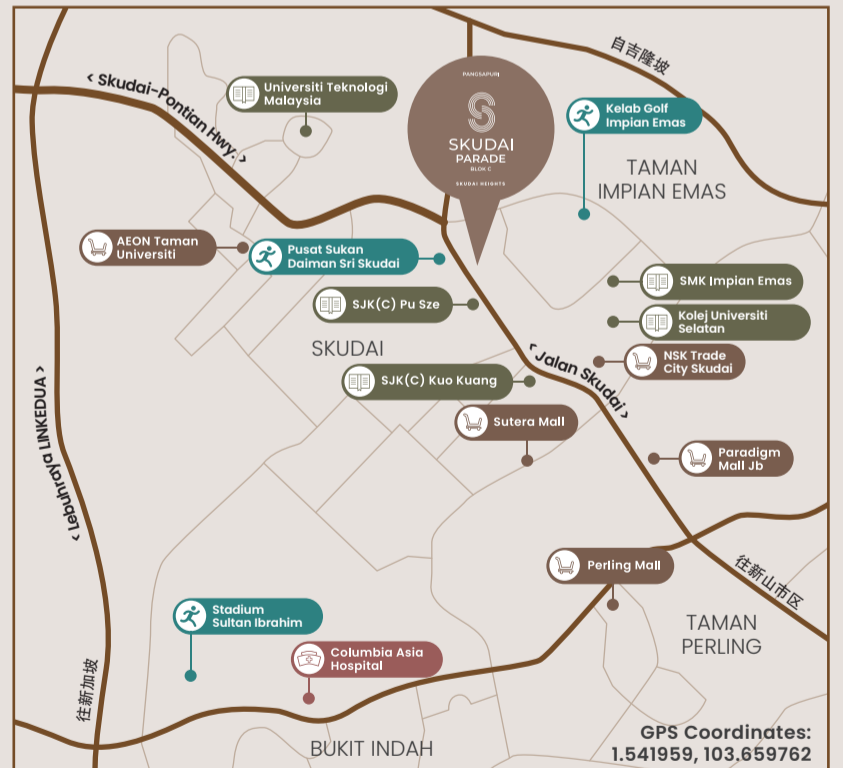 自吉隆坡
PANGSAPURI
SKUDAI
PARADE
BLOK C
SKUDAI HEIGHTS
< Skudai-Pontian Hwy. >
Universiti Teknologi
Malaysia
Kelab Golf
Impian Emas
TAMAN
IMPIAN EMAS
AEON Taman
Universiti
Pusat Sukan
Daiman Sri Skudai
SMK Impian Emas
SJK(C) Pu Sze
Kolej Universiti
Selatan
SKUDAI
< Jalan Skudai >
NSK Trade
City Skudai
SJK(C) Kuo Kuang
Sutera Mall
< Lebuhraya LINKEDUA >
Paradigm
Mall Jb
Perling Mall
往新山市区
Stadium
Sultan Ibrahim
TAMAN
PERLING
Columbia Asia
Hospital
往新加坡
BUKIT INDAH
GPS Coordinates:
1.541959, 103.659762